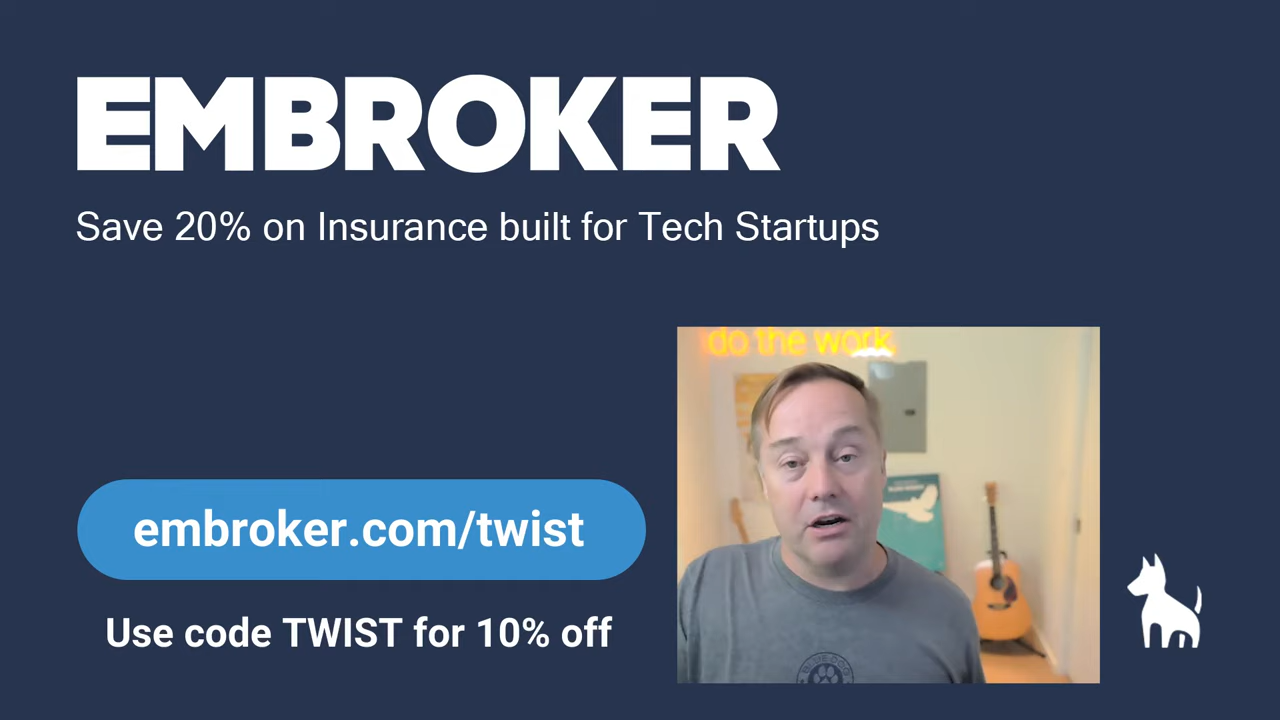 EMBROKER
Save 20% on Insurance built for Tech Startups
do the work
embroker.com/twist
Use code TWIST for 10% off